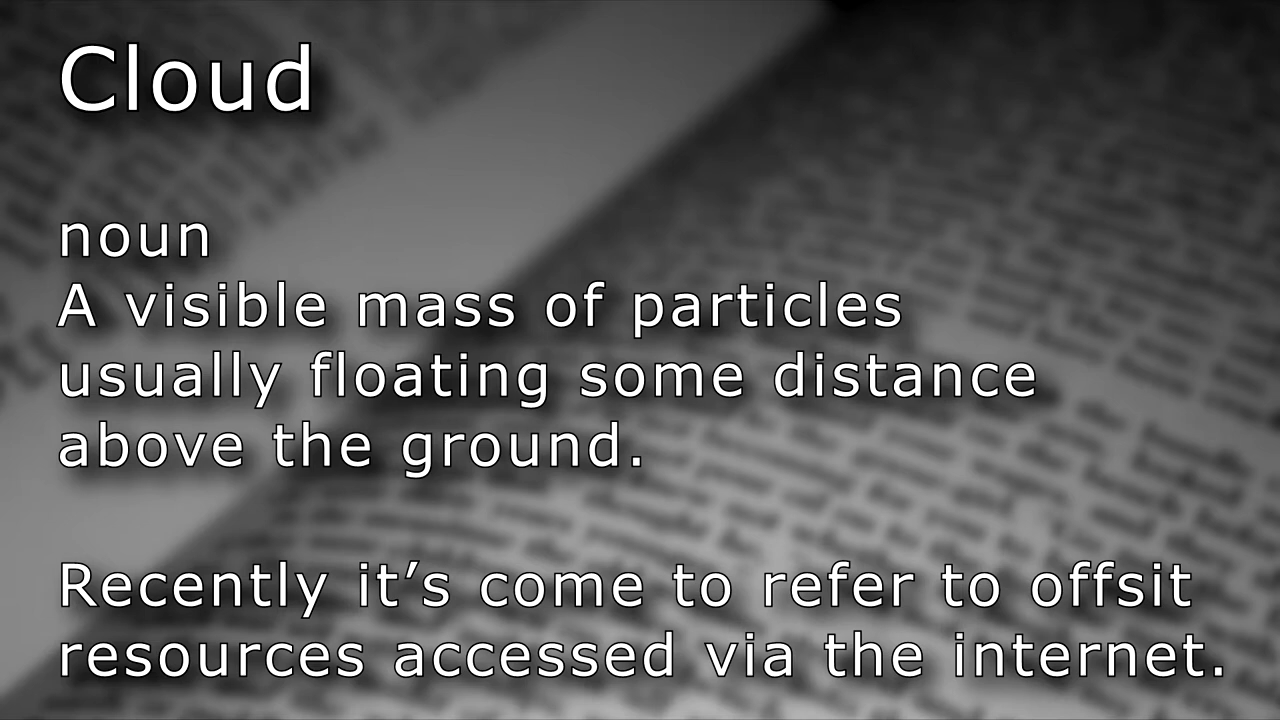 Cloud
noun
A visible mass of particles
usually floating some distance
above the ground.
Recently it’s come to refer to offsit
resources accessed via the internet.